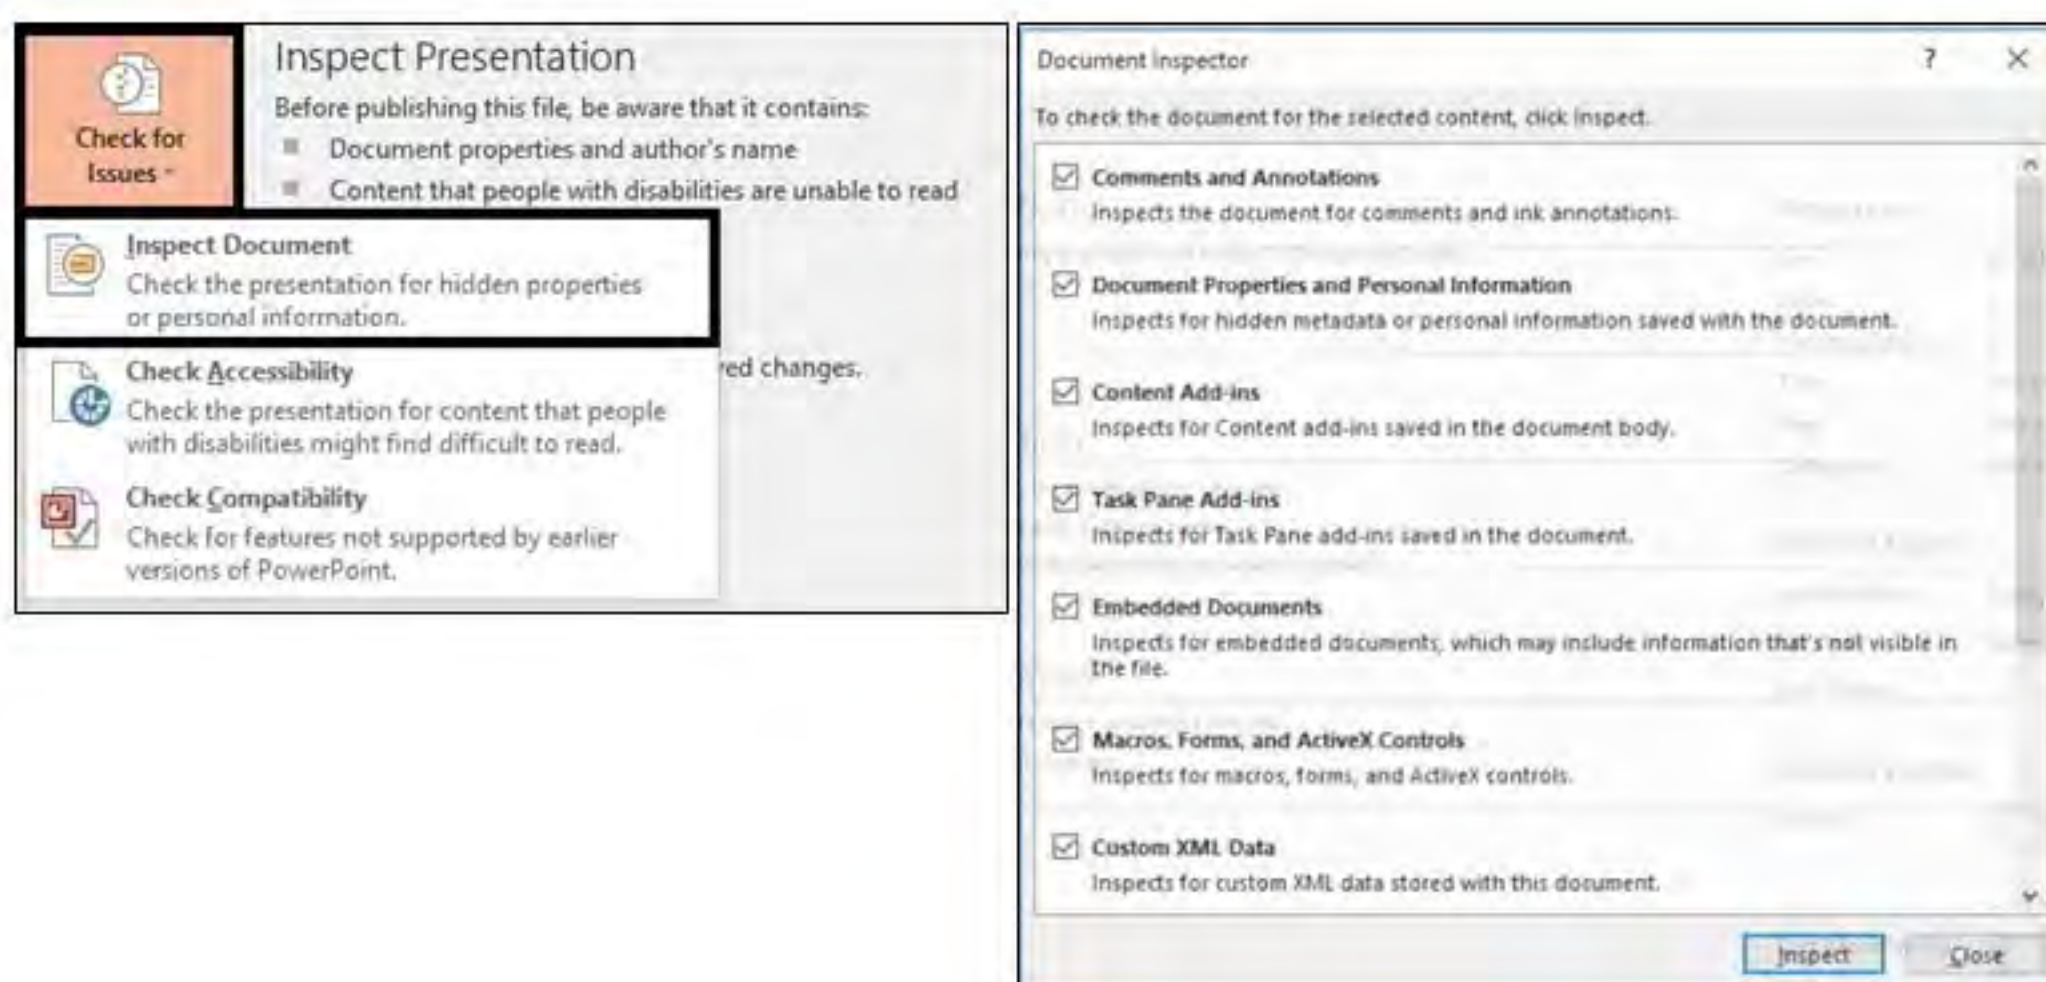 Check for
Issues
Inspect Presentation
Before publishing this file, be aware that it contains:
Document properties and author's name
Content that people with disabilities are unable to read
Inspect Document
Check the presentation for hidden properties
or personal information.
ed changes.
Check Accessibility
Check the presentation for content that people
with disabilities might find difficult to read.
Check Compatibility
Check for features not supported by earlier
versions of PowerPoint.
Document Inspector
?
To check the document for the selected content, click Inspect.
Comments and Annotations
Inspects the document for comments and ink annotations.
Document Properties and Personal Information
Inspects for hidden metadata or personal information saved with the document.
Content Add-ins
Inspects for Content add-ins saved in the document body.
Task Pane Add-ins
Inspects for Task Pane add-ins saved in the document.
Embedded Documents
Inspects for embedded documents, which may include information that's not visible in
the file.
Macros, Forms, and ActiveX Controls
Inspects for macros, forms, and ActiveX controls.
Custom XML Data
Inspects for custom XML data stored with this document.
Inspect
Close